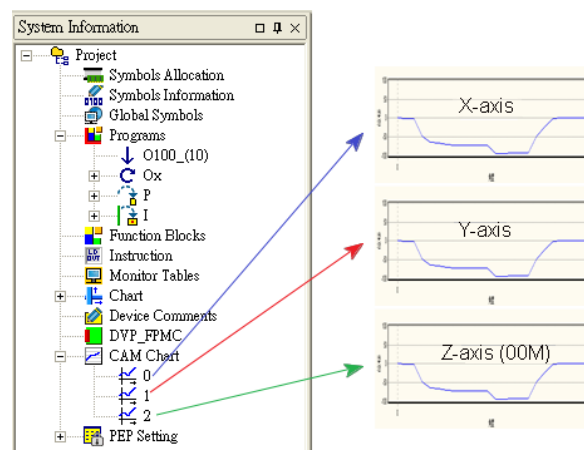 System Information
Project
Symbols Allocation
Symbols Information
Global Symbols
Programs
O100_(10)
Ox
P
I
Function Blocks
Instruction
Monitor Tables
Chart
Device Comments
DVP_FPMC
CAM Chart
0
1
2
PEP Setting
X-axis
Y-axis
Z-axis (00M)